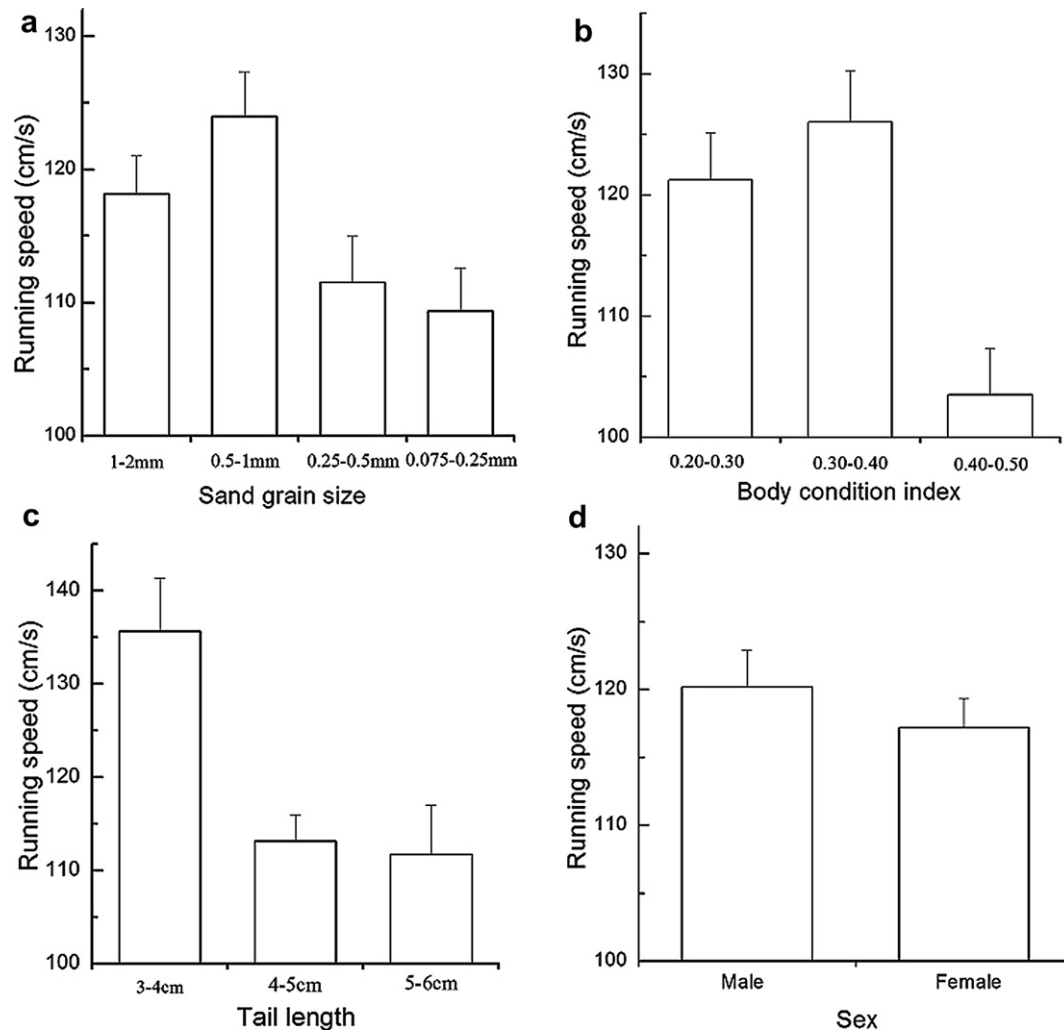 a
130
120
110
100
Running speed (cm/s)
1-2mm 0.5-1mm 0.25-0.5mm 0.075-0.25mm
Sand grain size
b
130
120
110
100
Running speed (cm/s)
0.20-0.30 0.30-0.40 0.40-0.50
Body condition index
c
140
130
120
110
100
Running speed (cm/s)
3-4cm 4-5cm 5-6cm
Tail length
d
130
120
110
100
Running speed (cm/s)
Male Female
Sex